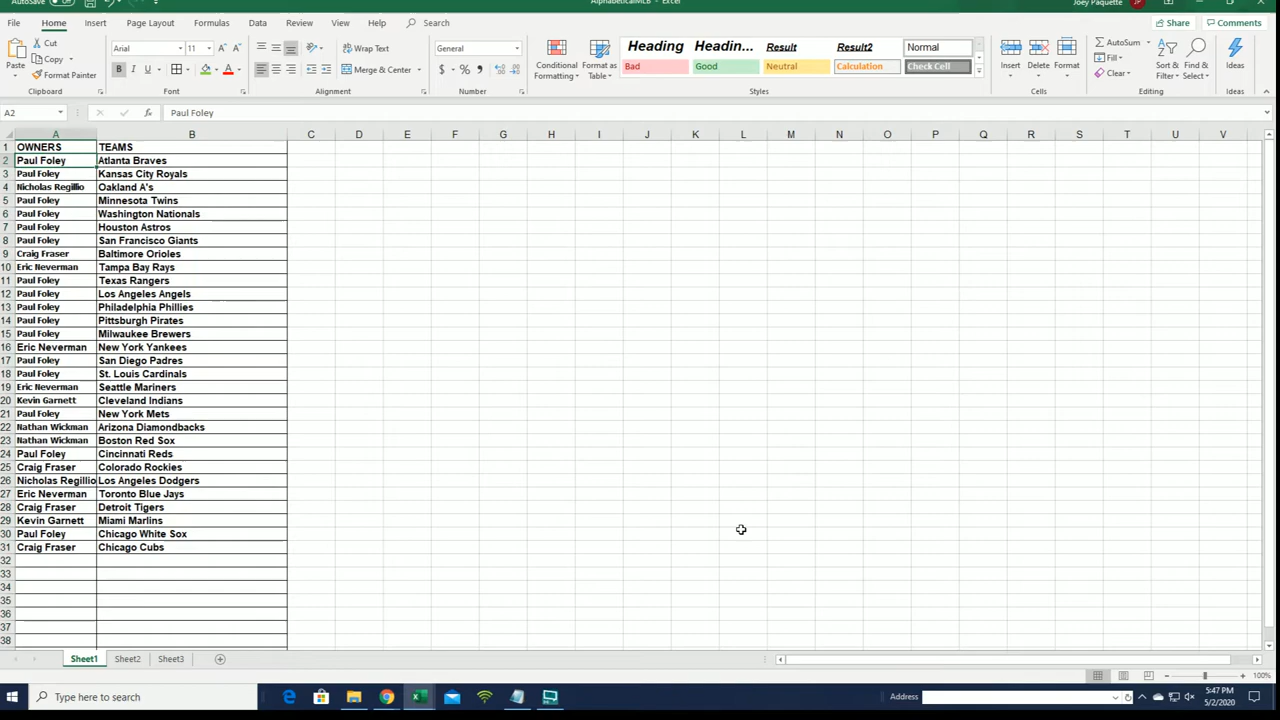 AutoSave Off AlphabeticalMLB - Excel Joey Paquette JP
File Home Insert Page Layout Formulas Data Review View Help Search Share Comments
Paste Cut Copy Format Painter Clipboard
Arial 11 A A B I U A Font
Wrap Text Merge & Center Alignment
General $ % , Number
Conditional Formatting Format as Table
Heading Headin... Result Result2 Normal
Bad Good Neutral Calculation Check Cell
Styles
Insert Delete Format Cells
AutoSum Fill Clear Sort & Filter Find & Select Editing
Ideas Ideas
A2 fx Paul Foley
A B C D E F G H I J K L M N O P Q R S T U V
1 OWNERS TEAMS
2 Paul Foley Atlanta Braves
3 Paul Foley Kansas City Royals
4 Nicholas Regillio Oakland A's
5 Paul Foley Minnesota Twins
6 Paul Foley Washington Nationals
7 Paul Foley Houston Astros
8 Paul Foley San Francisco Giants
9 Craig Fraser Baltimore Orioles
10 Eric Neverman Tampa Bay Rays
11 Paul Foley Texas Rangers
12 Paul Foley Los Angeles Angels
13 Paul Foley Philadelphia Phillies
14 Paul Foley Pittsburgh Pirates
15 Paul Foley Milwaukee Brewers
16 Eric Neverman New York Yankees
17 Paul Foley San Diego Padres
18 Paul Foley St. Louis Cardinals
19 Eric Neverman Seattle Mariners
20 Kevin Garnett Cleveland Indians
21 Paul Foley New York Mets
22 Nathan Wickman Arizona Diamondbacks
23 Nathan Wickman Boston Red Sox
24 Paul Foley Cincinnati Reds
25 Craig Fraser Colorado Rockies
26 Nicholas Regillio Los Angeles Dodgers
27 Eric Neverman Toronto Blue Jays
28 Craig Fraser Detroit Tigers
29 Kevin Garnett Miami Marlins
30 Paul Foley Chicago White Sox
31 Craig Fraser Chicago Cubs
32
33
34
35
36
37
38
Sheet1 Sheet2 Sheet3
100%
Type here to search Address 5:47 PM
5/2/2020